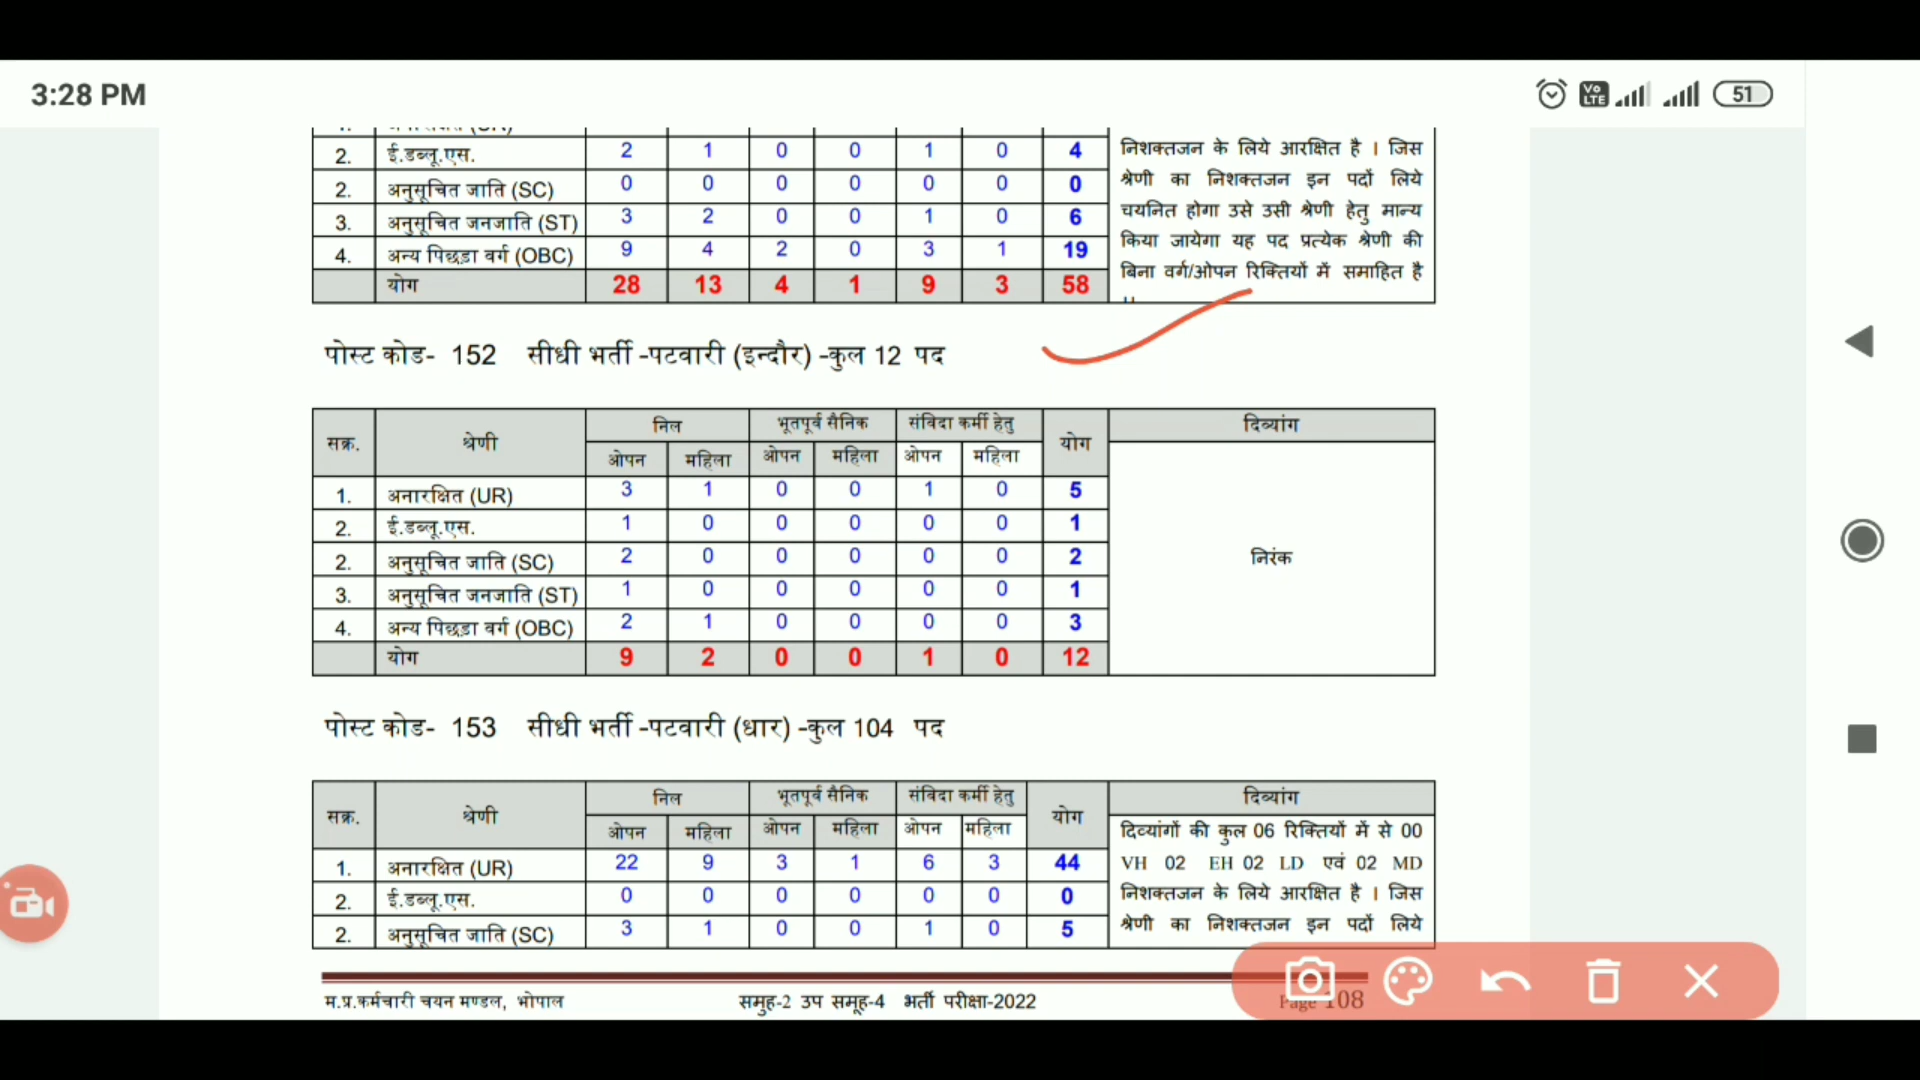 3:28 PM
Vo LTE
51
2. ई.डब्लू.एस. 2 1 0 0 1 0 4
2. अनुसूचित जाति (SC) 0 0 0 0 0 0 0
3. अनुसूचित जनजाति (ST) 3 2 0 0 1 0 6
4. अन्य पिछड़ा वर्ग (OBC) 9 4 2 0 3 1 19
योग 28 13 4 1 9 3 58
निशक्तजन के लिये आरक्षित है । जिस
श्रेणी का निशक्तजन इन पदों लिये
चयनित होगा उसे उसी श्रेणी हेतु मान्य
किया जायेगा यह पद प्रत्येक श्रेणी की
बिना वर्ग/ओपन रिक्तियों में समाहित है
पोस्ट कोड- 152 सीधी भर्ती -पटवारी (इन्दौर) -कुल 12 पद
सक्र. श्रेणी निल भूतपूर्व सैनिक संविदा कर्मी हेतु योग दिव्यांग
ओपन महिला ओपन महिला ओपन महिला
1. अनारक्षित (UR) 3 1 0 0 1 0 5
2. ई.डब्लू.एस. 1 0 0 0 0 0 1
2. अनुसूचित जाति (SC) 2 0 0 0 0 0 2
3. अनुसूचित जनजाति (ST) 1 0 0 0 0 0 1
4. अन्य पिछड़ा वर्ग (OBC) 2 1 0 0 0 0 3
योग 9 2 0 0 1 0 12
निरंक
पोस्ट कोड- 153 सीधी भर्ती -पटवारी (धार) -कुल 104 पद
सक्र. श्रेणी निल भूतपूर्व सैनिक संविदा कर्मी हेतु योग दिव्यांग
ओपन महिला ओपन महिला ओपन महिला
1. अनारक्षित (UR) 22 9 3 1 6 3 44
2. ई.डब्लू.एस. 0 0 0 0 0 0 0
2. अनुसूचित जाति (SC) 3 1 0 0 1 0 5
दिव्यांगों की कुल 06 रिक्तियों में से 00
VH 02 EH 02 LD एवं 02 MD
निशक्तजन के लिये आरक्षित है । जिस
श्रेणी का निशक्तजन इन पदों लिये
म.प्र.कर्मचारी चयन मण्डल, भोपाल समुह-2 उप समूह-4 भर्ती परीक्षा-2022 Page 108